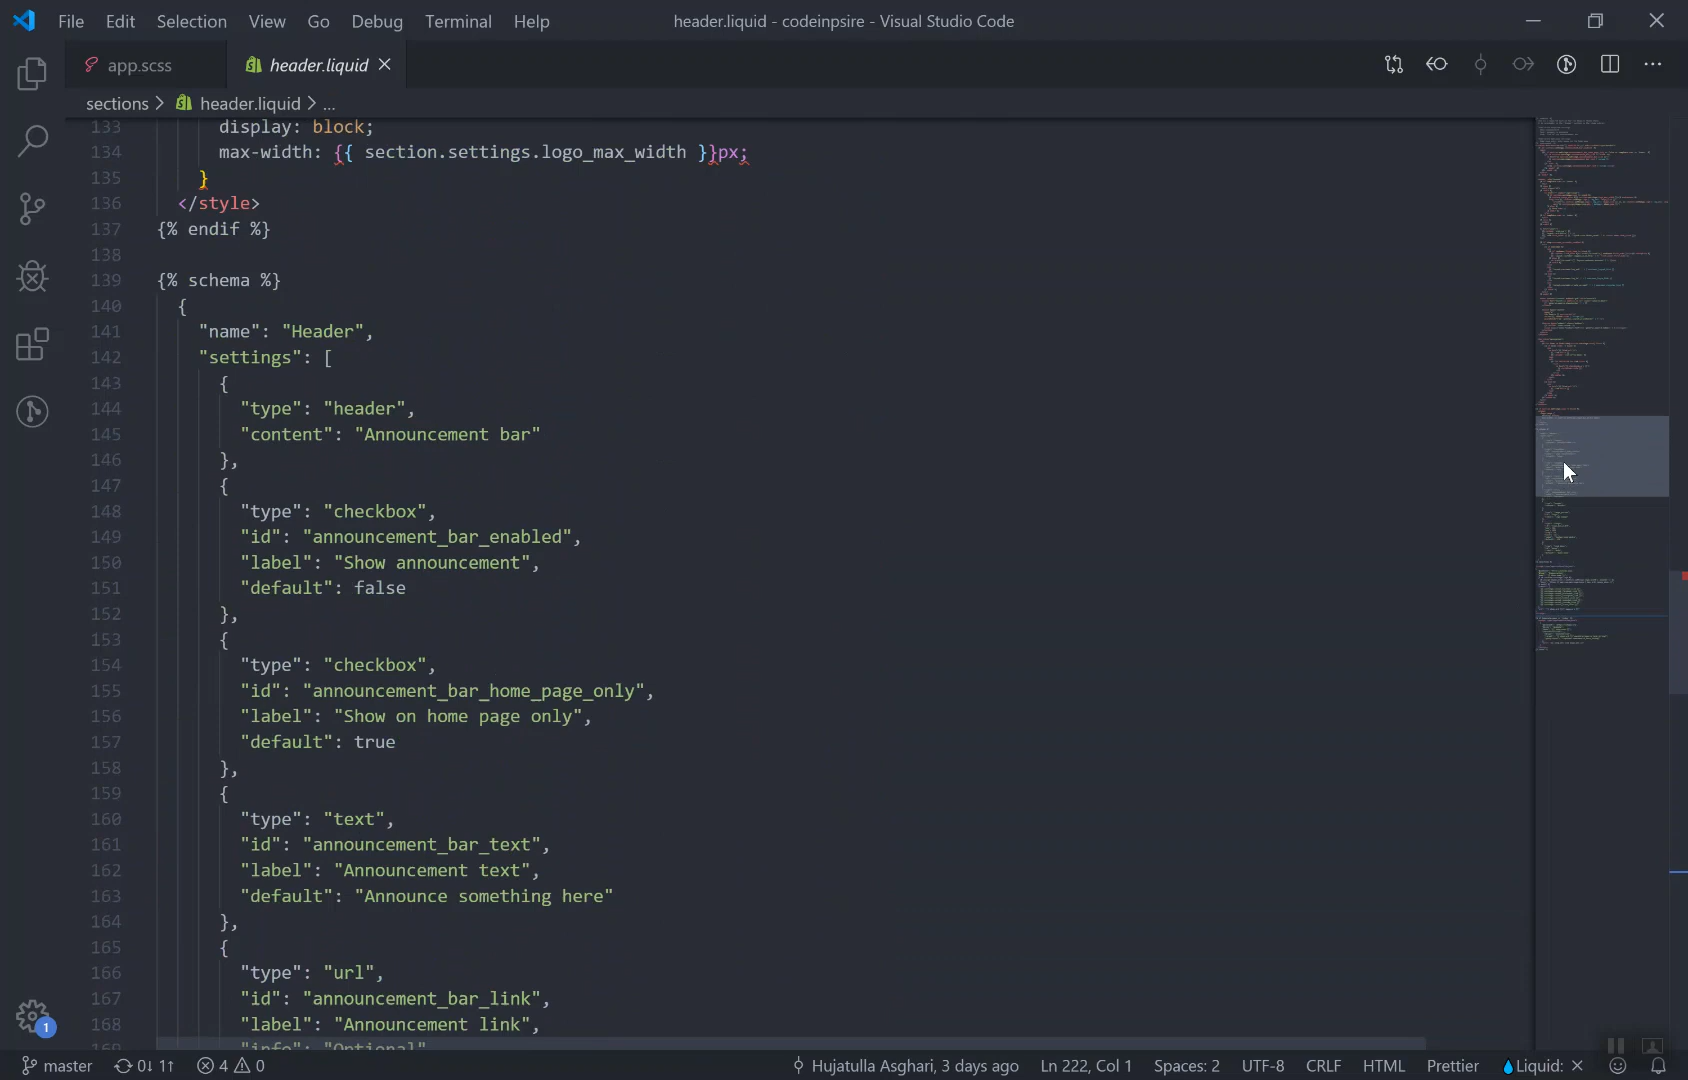 File Edit Selection View Go Debug Terminal Help header.liquid - codeinpsire - Visual Studio Code
app.scss header.liquid
sections > header.liquid > ...
133 display: block;
134 max-width: {{ section.settings.logo_max_width }}px;
135 }
136 </style>
137 {% endif %}
138
139 {% schema %}
140 {
141 "name": "Header",
142 "settings": [
143 {
144 "type": "header",
145 "content": "Announcement bar"
146 },
147 {
148 "type": "checkbox",
149 "id": "announcement_bar_enabled",
150 "label": "Show announcement",
151 "default": false
152 },
153 {
154 "type": "checkbox",
155 "id": "announcement_bar_home_page_only",
156 "label": "Show on home page only",
157 "default": true
158 },
159 {
160 "type": "text",
161 "id": "announcement_bar_text",
162 "label": "Announcement text",
163 "default": "Announce something here"
164 },
165 {
166 "type": "url",
167 "id": "announcement_bar_link",
168 "label": "Announcement link",
169 "info": "Optional"
1
master 0↓ 1↑ 4 0 Hujatulla Asghari, 3 days ago Ln 222, Col 1 Spaces: 2 UTF-8 CRLF HTML Prettier Liquid: ×